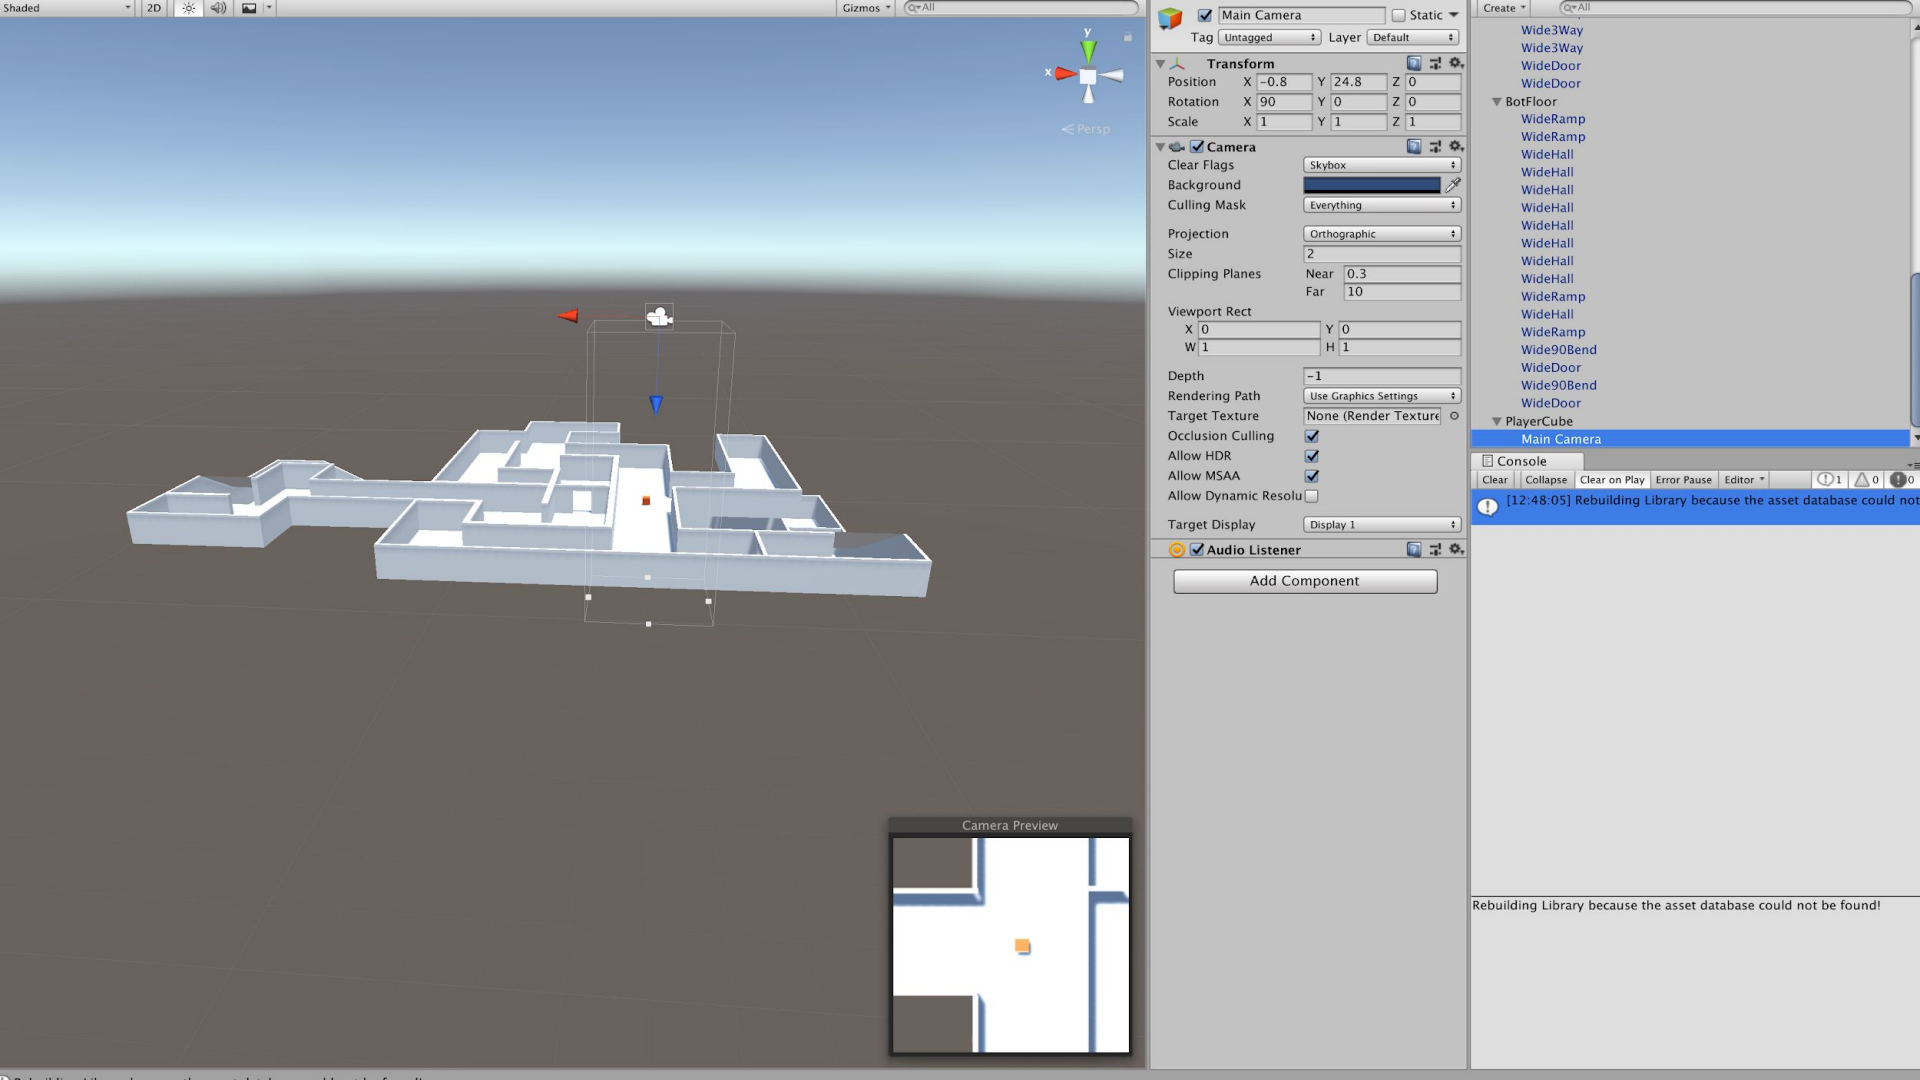 Shaded
2D
Gizmos
All
y
x
Persp
Camera Preview
Main Camera
Static
Tag Untagged Layer Default
Transform
Position X -0.8 Y 24.8 Z 0
Rotation X 90 Y 0 Z 0
Scale X 1 Y 1 Z 1
Camera
Clear Flags Skybox
Background
Culling Mask Everything
Projection Orthographic
Size 2
Clipping Planes Near 0.3
Far 10
Viewport Rect
X 0 Y 0
W 1 H 1
Depth -1
Rendering Path Use Graphics Settings
Target Texture None (Render Texture
Occlusion Culling
Allow HDR
Allow MSAA
Allow Dynamic Resolu
Target Display Display 1
Audio Listener
Add Component
Create
All
Wide3Way
Wide3Way
WideDoor
WideDoor
BotFloor
WideRamp
WideRamp
WideHall
WideHall
WideHall
WideHall
WideHall
WideHall
WideHall
WideHall
WideRamp
WideHall
WideRamp
Wide90Bend
WideDoor
Wide90Bend
WideDoor
PlayerCube
Main Camera
Console
Clear Collapse Clear on Play Error Pause Editor 1 0 0
[12:48:05] Rebuilding Library because the asset database could not
Rebuilding Library because the asset database could not be found!